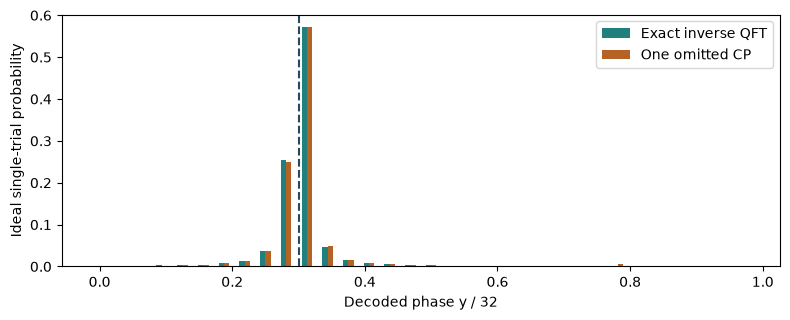 Exact inverse QFT
One omitted CP
Ideal single-trial probability
0.6
0.5
0.4
0.3
0.2
0.1
0.0
0.0 0.2 0.4 0.6 0.8 1.0
Decoded phase y / 32